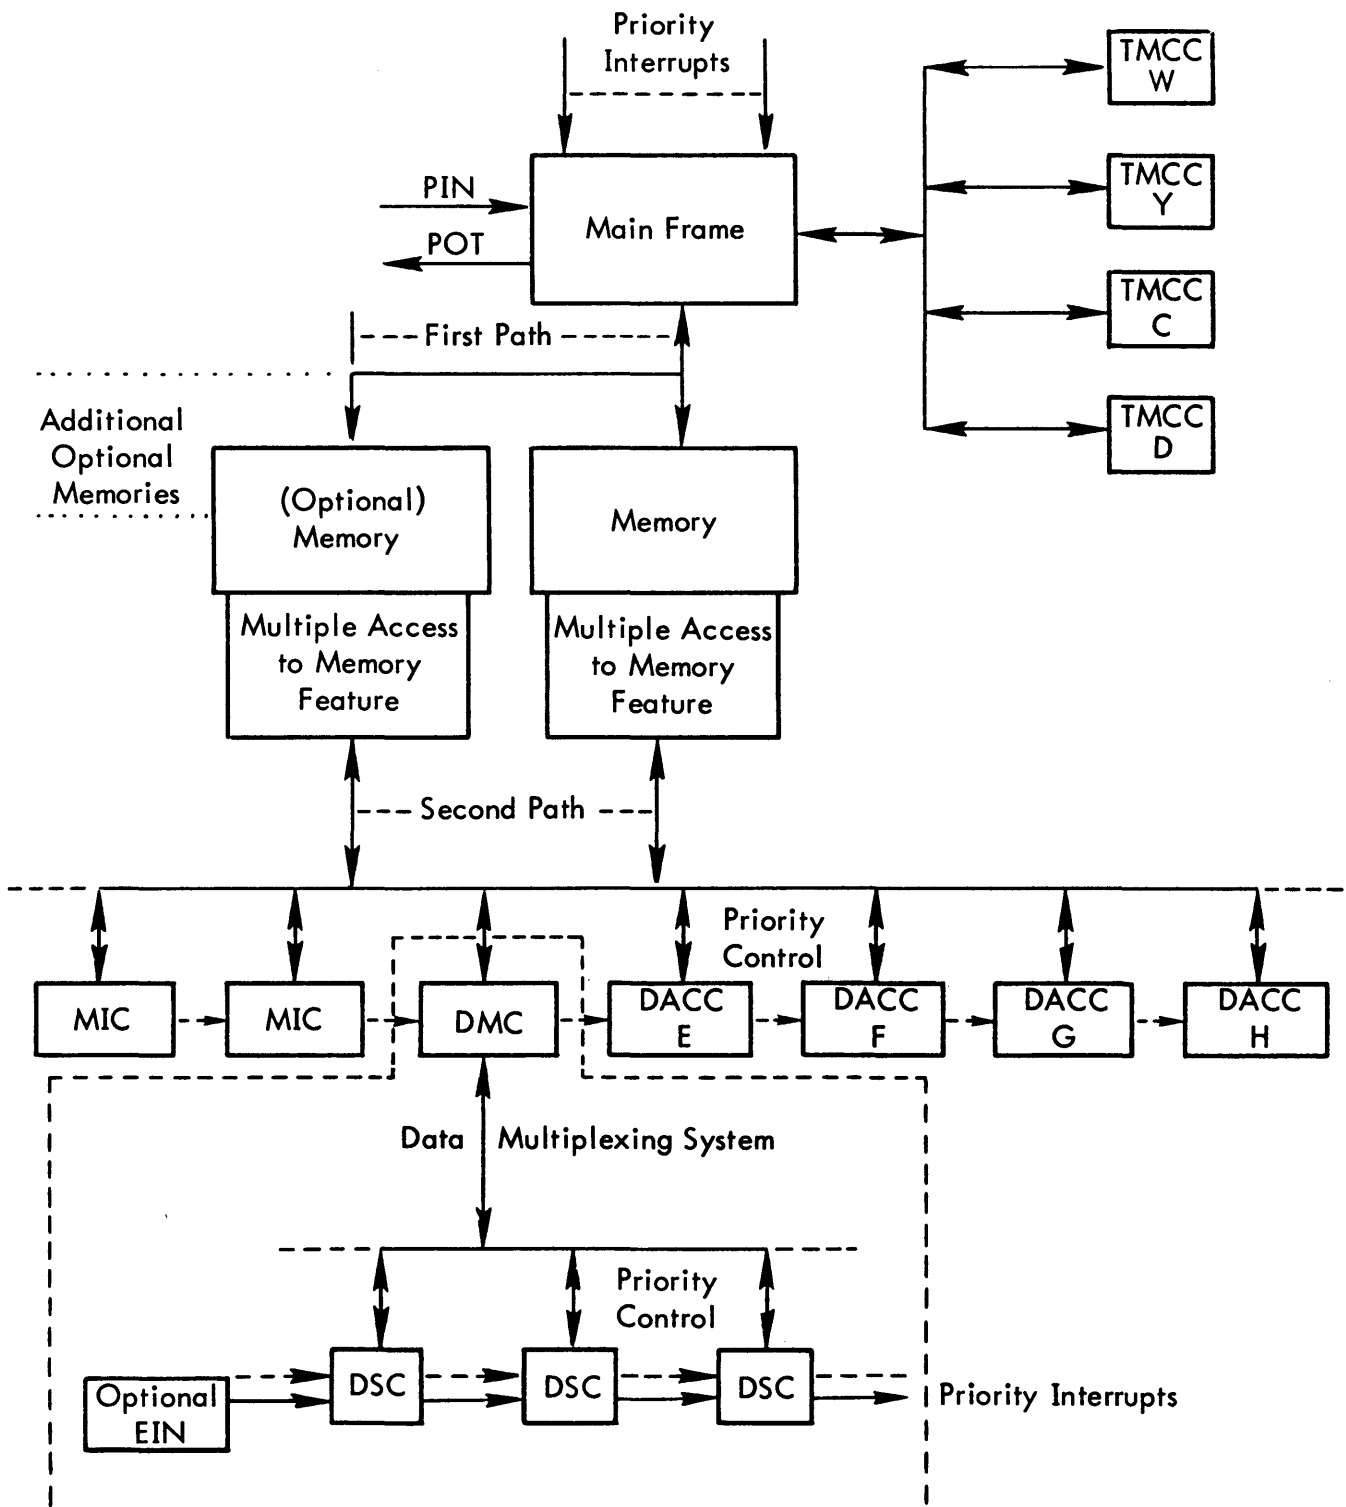 Priority
Interrupts
TMCC
W
PIN
TMCC
Y
Main Frame
POT
TMCC
C
First Path
Additional
Optional
Memories
TMCC
D
(Optional)
Memory
Memory
Multiple Access
to Memory
Feature
Multiple Access
to Memory
Feature
Second Path
Priority
Control
MIC
MIC
DMC
DACC
E
DACC
F
DACC
G
DACC
H
Data Multiplexing System
Priority
Control
Optional
EIN
DSC
DSC
DSC
Priority Interrupts